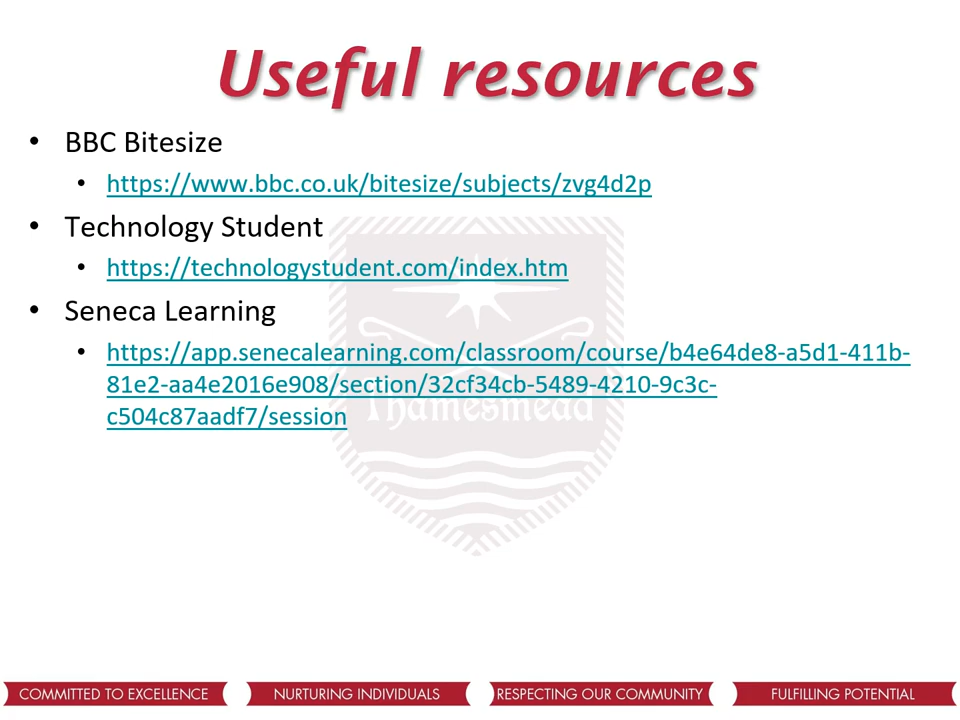 Useful resources
• BBC Bitesize
• https://www.bbc.co.uk/bitesize/subjects/zvg4d2p
• Technology Student
• https://technologystudent.com/index.htm
• Seneca Learning
• https://app.senecalearning.com/classroom/course/b4e64de8-a5d1-411b-
81e2-aa4e2016e908/section/32cf34cb-5489-4210-9c3c-
c504c87aadf7/session
Thamesmead
COMMITTED TO EXCELLENCE
NURTURING INDIVIDUALS
RESPECTING OUR COMMUNITY
FULFILLING POTENTIAL